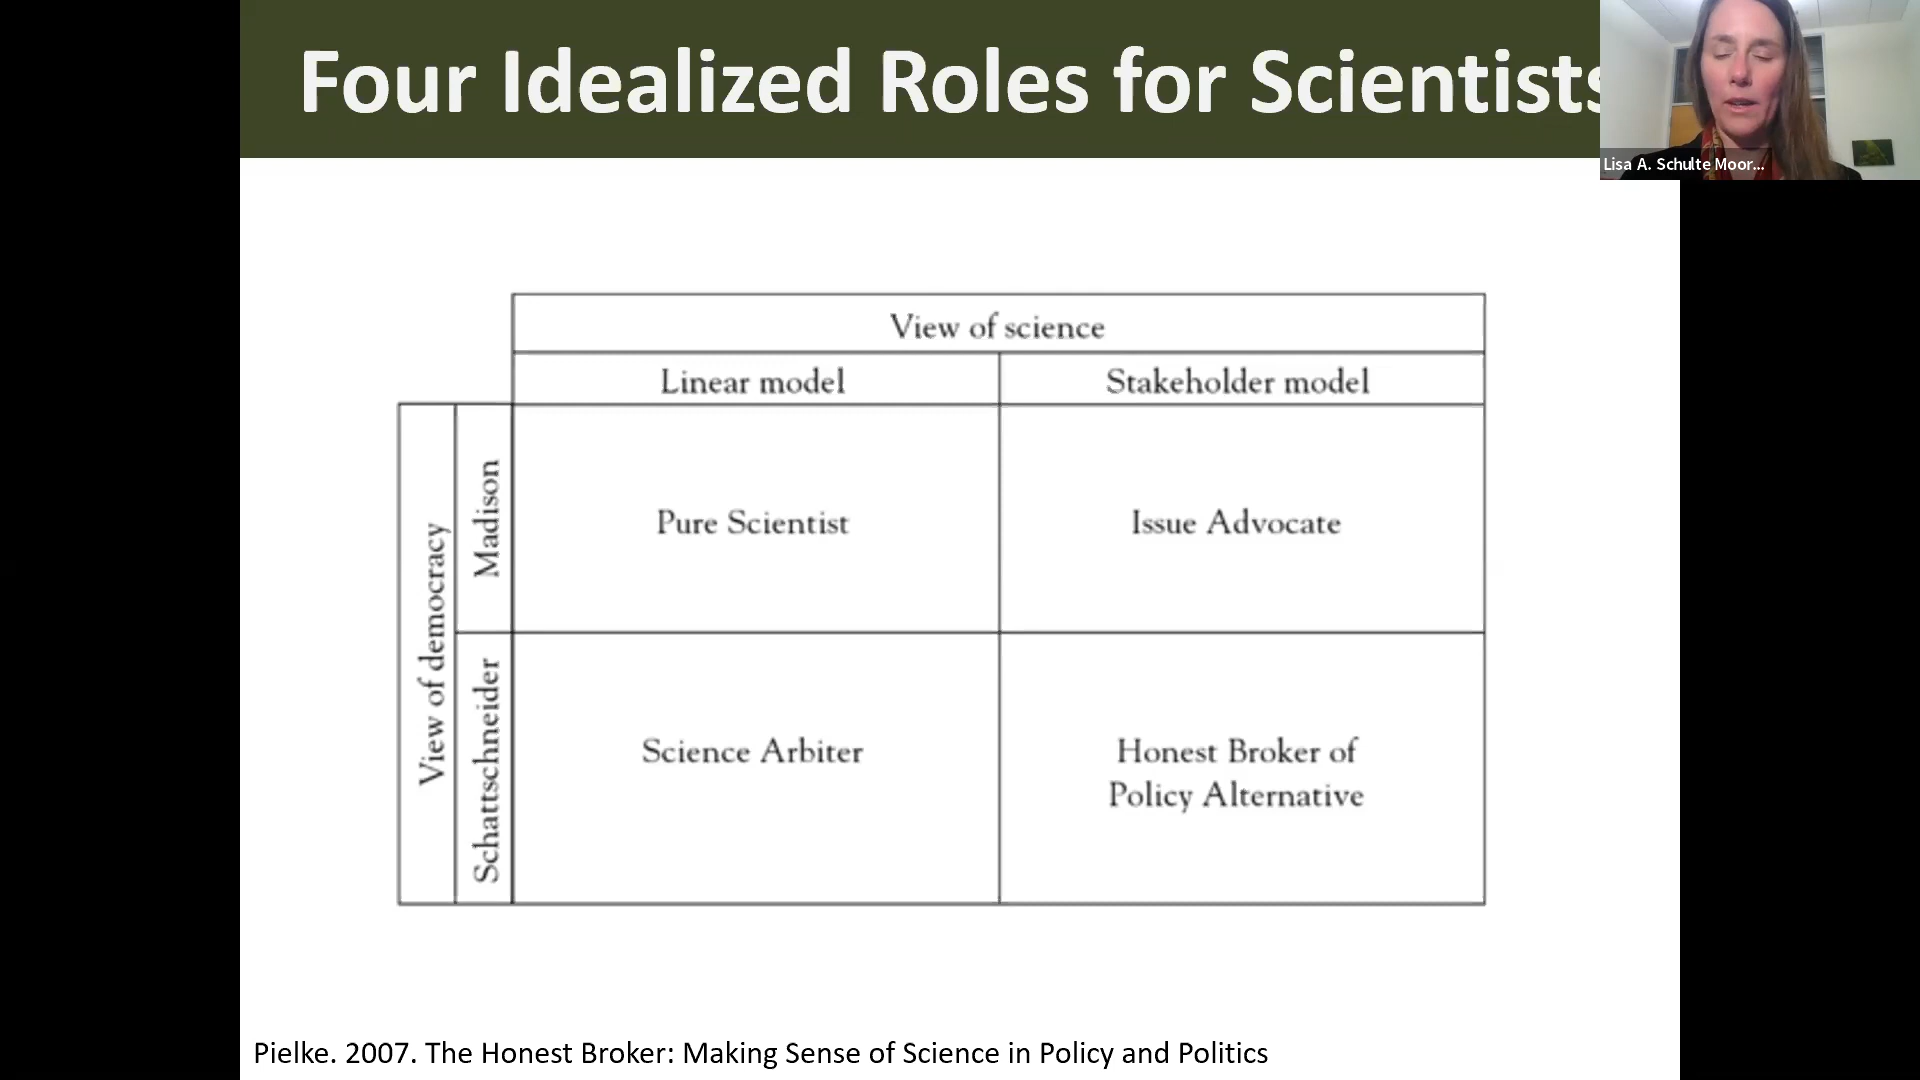 Four Idealized Roles for Scientists
Lisa A. Schulte Moor...
View of science
Linear model
Stakeholder model
View of democracy
Madison
Pure Scientist
Issue Advocate
Schattschneider
Science Arbiter
Honest Broker of
Policy Alternative
Pielke. 2007. The Honest Broker: Making Sense of Science in Policy and Politics